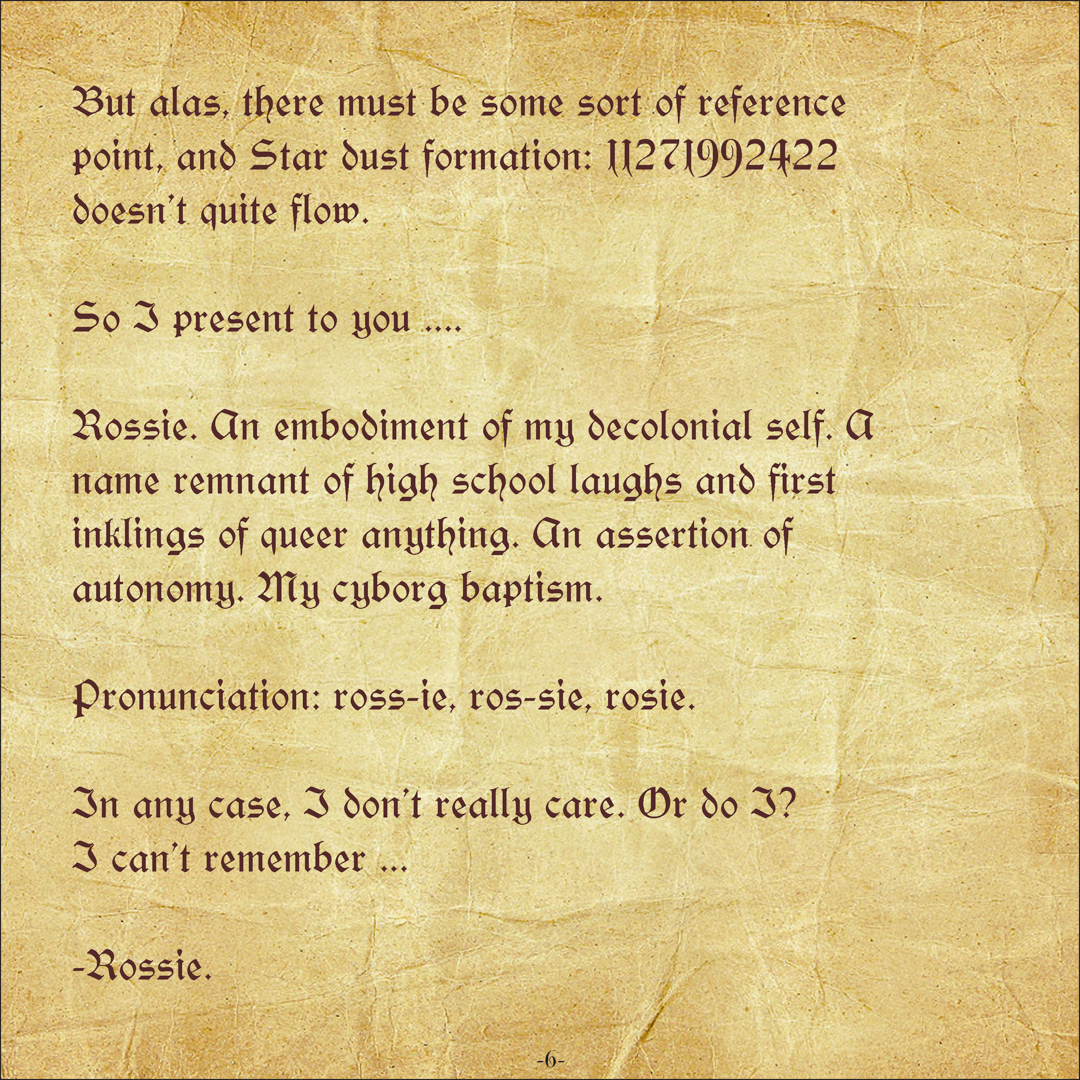 But alas, there must be some sort of reference
point, and Star dust formation: 11271992422
doesn't quite flow.
So I present to you ....
Rossie. An embodiment of my decolonial self. A
name remnant of high school laughs and first
inklings of queer anything. An assertion of
autonomy. My cyborg baptism.
Pronunciation: ross-ie, ros-sie, rosie.
In any case, I don't really care. Or do I?
I can't remember ...
-Rossie.
-6-